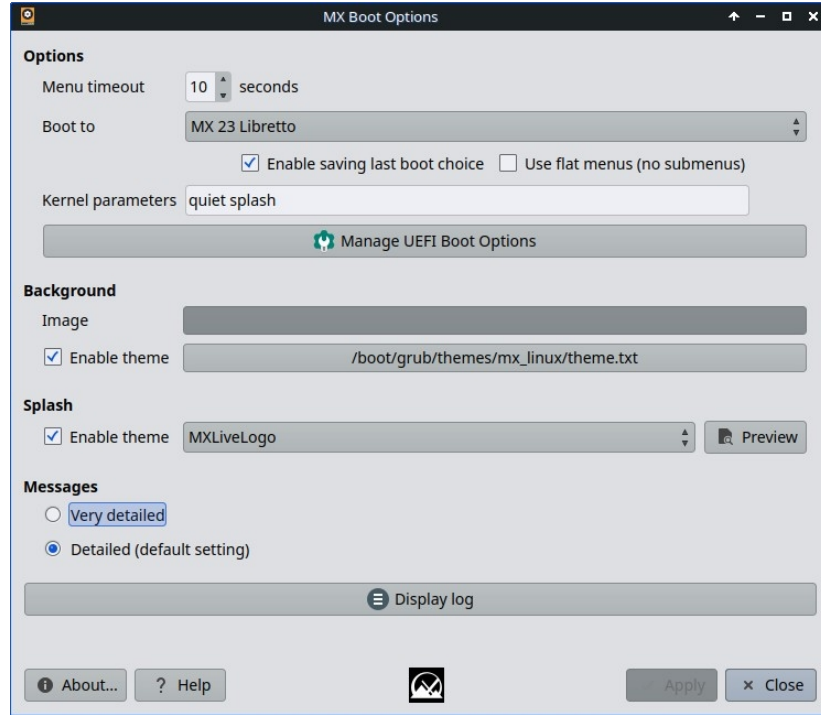 MX Boot Options
Options
Menu timeout 10 seconds
Boot to MX 23 Libretto
Enable saving last boot choice Use flat menus (no submenus)
Kernel parameters quiet splash
Manage UEFI Boot Options
Background
Image
Enable theme /boot/grub/themes/mx_linux/theme.txt
Splash
Enable theme MXLiveLogo Preview
Messages
Very detailed
Detailed (default setting)
Display log
About... ? Help Apply Close